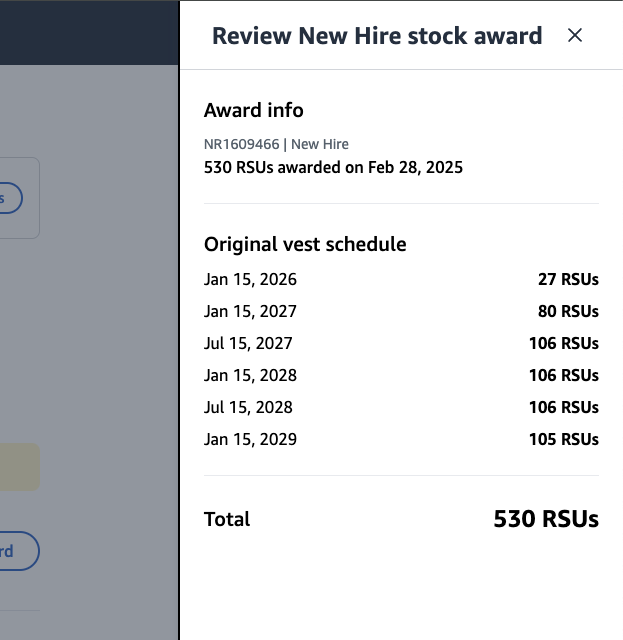 Review New Hire stock award
Award info
NR1609466 | New Hire
530 RSUs awarded on Feb 28, 2025
Original vest schedule
Jan 15, 2026 27 RSUs
Jan 15, 2027 80 RSUs
Jul 15, 2027 106 RSUs
Jan 15, 2028 106 RSUs
Jul 15, 2028 106 RSUs
Jan 15, 2029 105 RSUs
Total 530 RSUs
s
rd